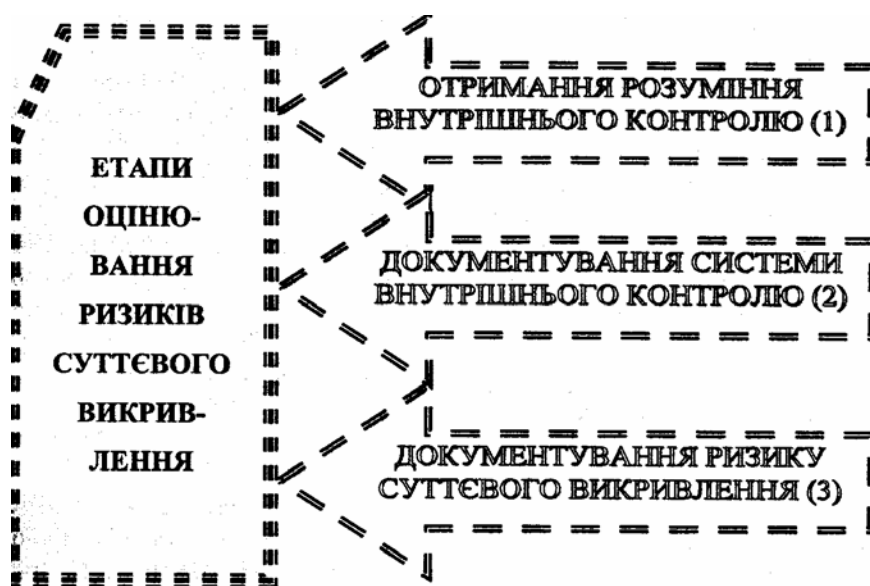 ЕТАПИ
ОЦІНЮ-
ВАННЯ
РИЗИКІВ
СУТТЄВОГО
ВИКРИВ-
ЛЕННЯ
ОТРИМАННЯ РОЗУМІННЯ
ВНУТРІШНЬОГО КОНТРОЛЮ (1)
ДОКУМЕНТУВАННЯ СИСТЕМИ
ВНУТРІШНЬОГО КОНТРОЛЮ (2)
ДОКУМЕНТУВАННЯ РИЗИКУ
СУТТЄВОГО ВИКРИВЛЕННЯ (3)